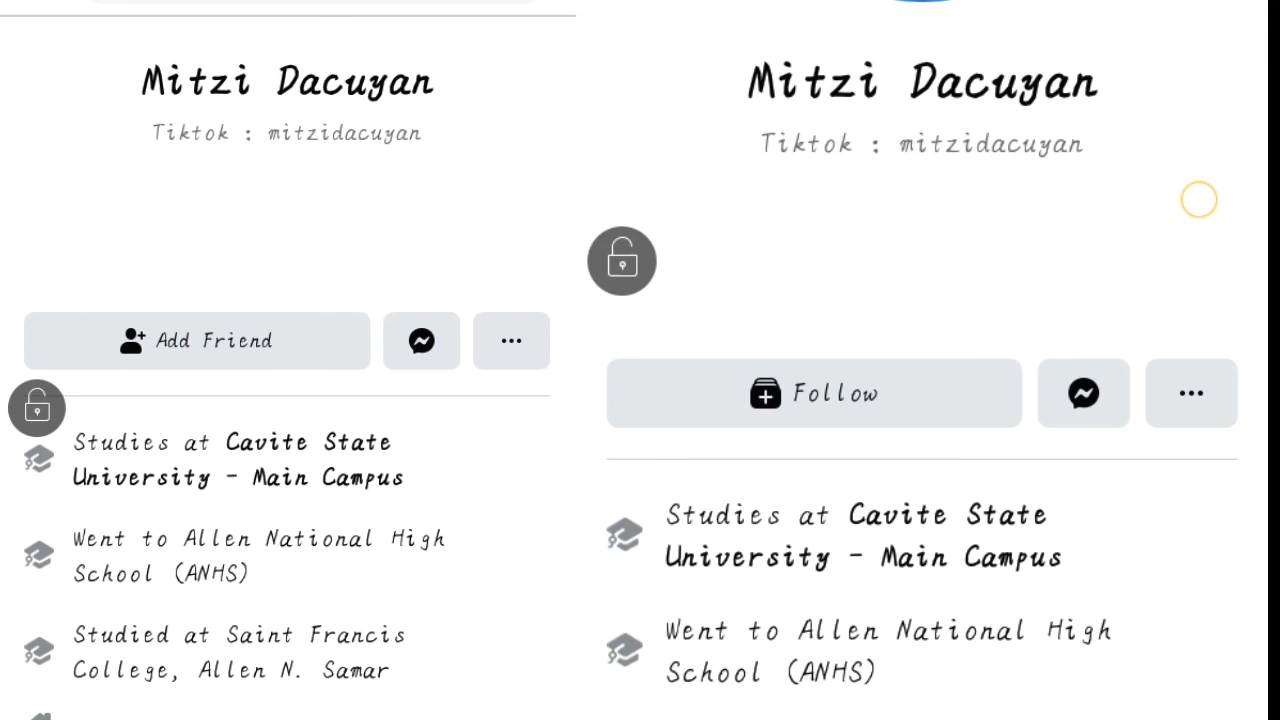 Mitzi Dacuyan
Tiktok : mitzidacuyan
Add Friend
Studies at Cavite State
University - Main Campus
Went to Allen National High
School (ANHS)
Studied at Saint Francis
College, Allen N. Samar
Mitzi Dacuyan
Tiktok : mitzidacuyan
Follow
Studies at Cavite State
University - Main Campus
Went to Allen National High
School (ANHS)